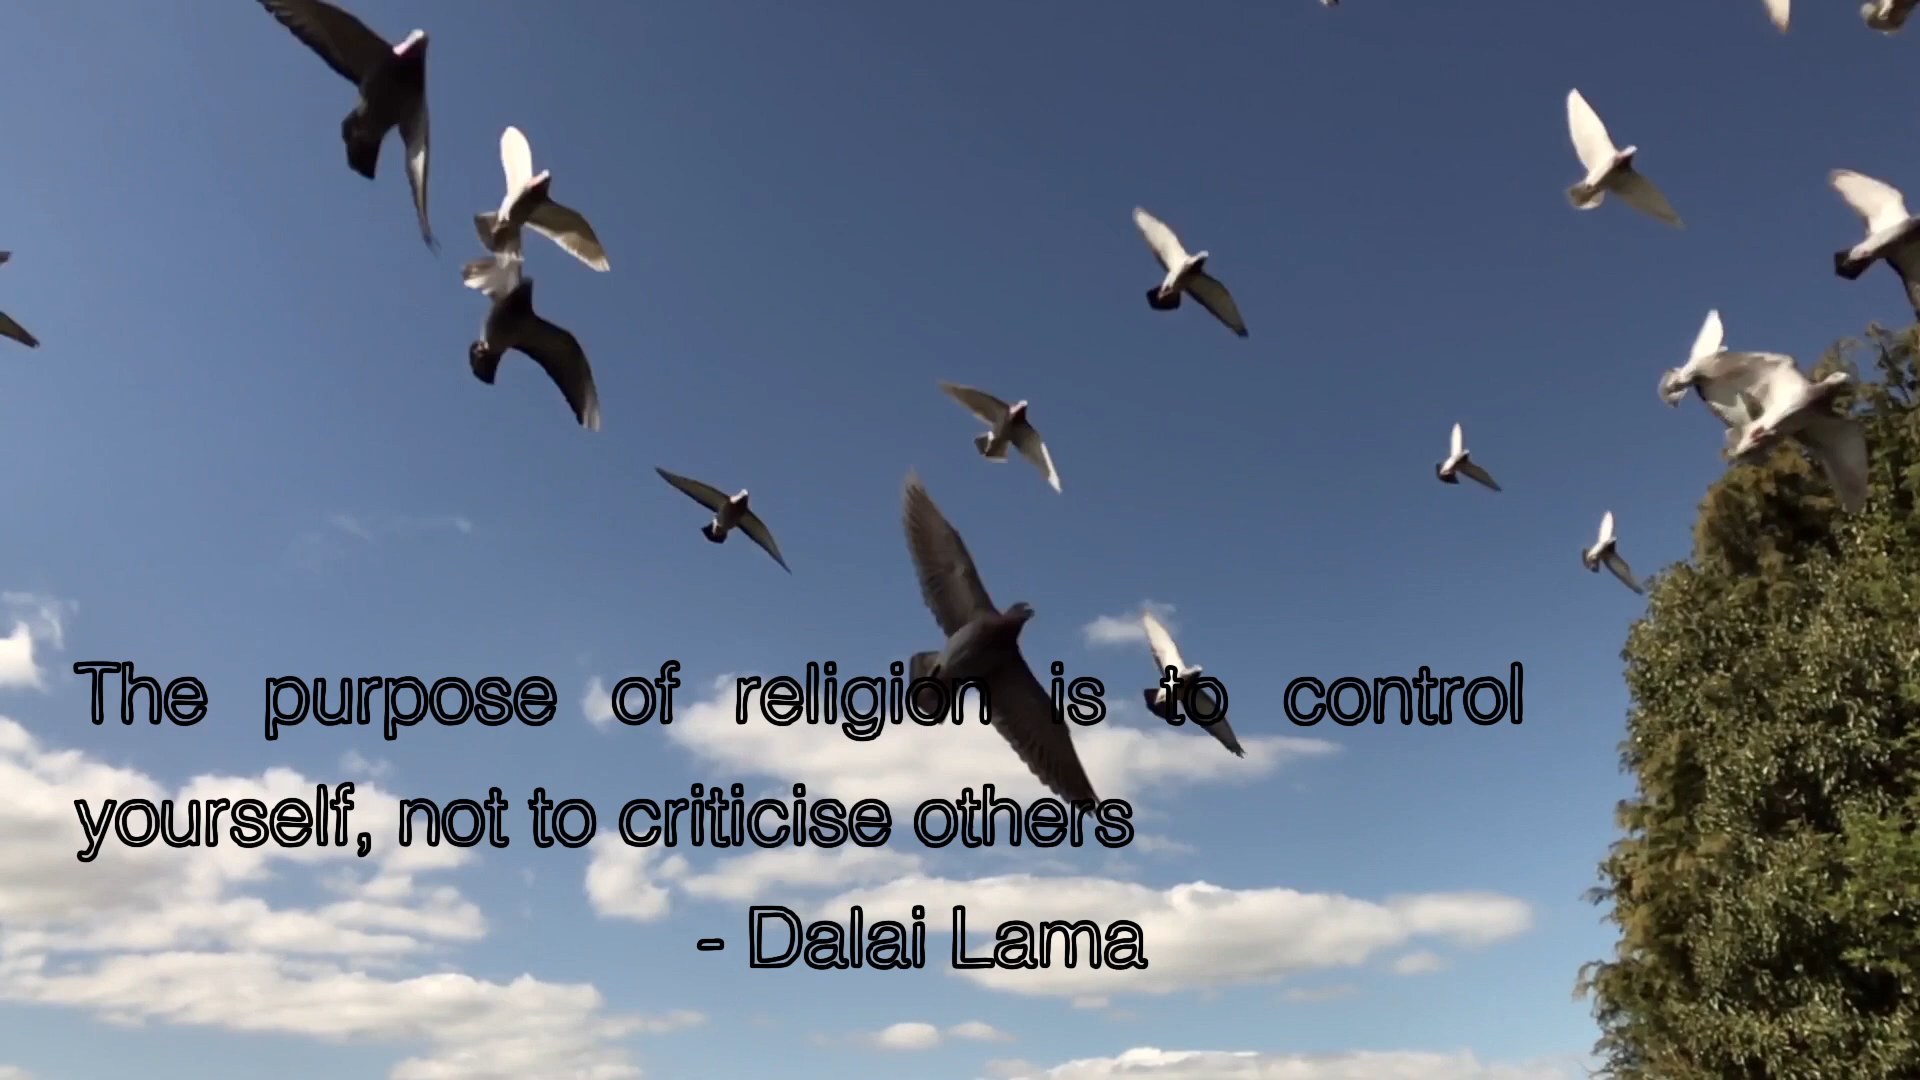 The purpose of religion is to control
yourself, not to criticise others
- Dalai Lama